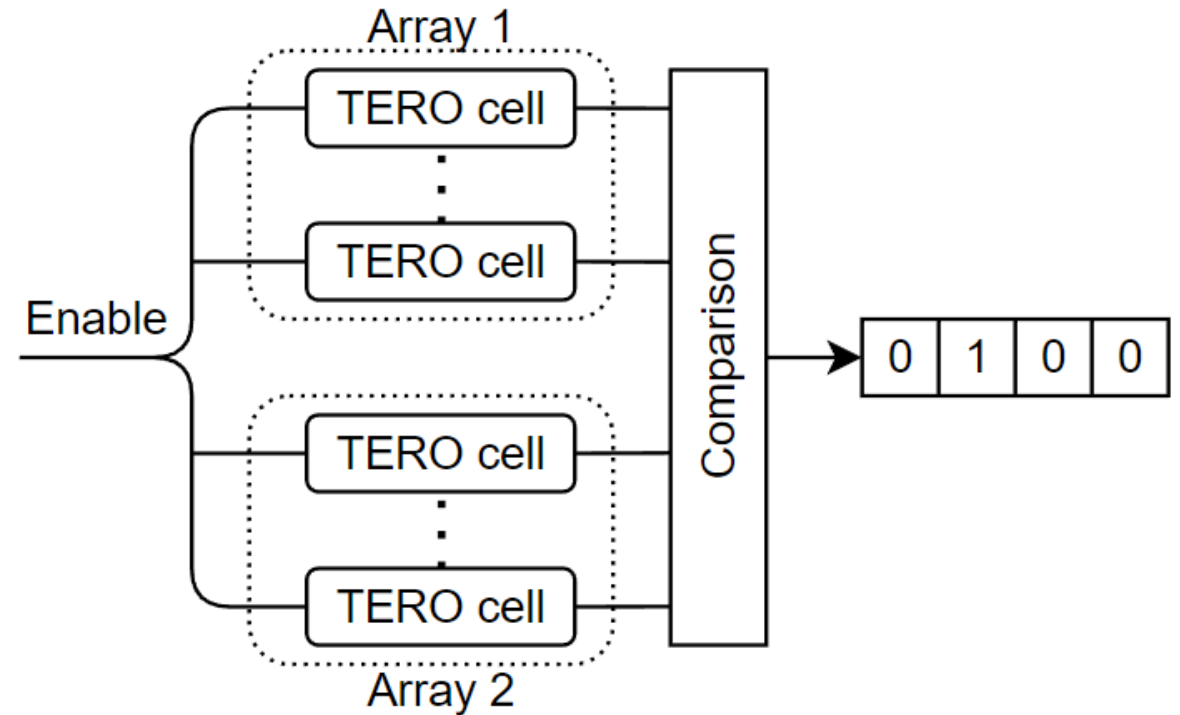 Array 1
TERO cell
TERO cell
Enable
Comparison
0 1 0 0
TERO cell
TERO cell
Array 2